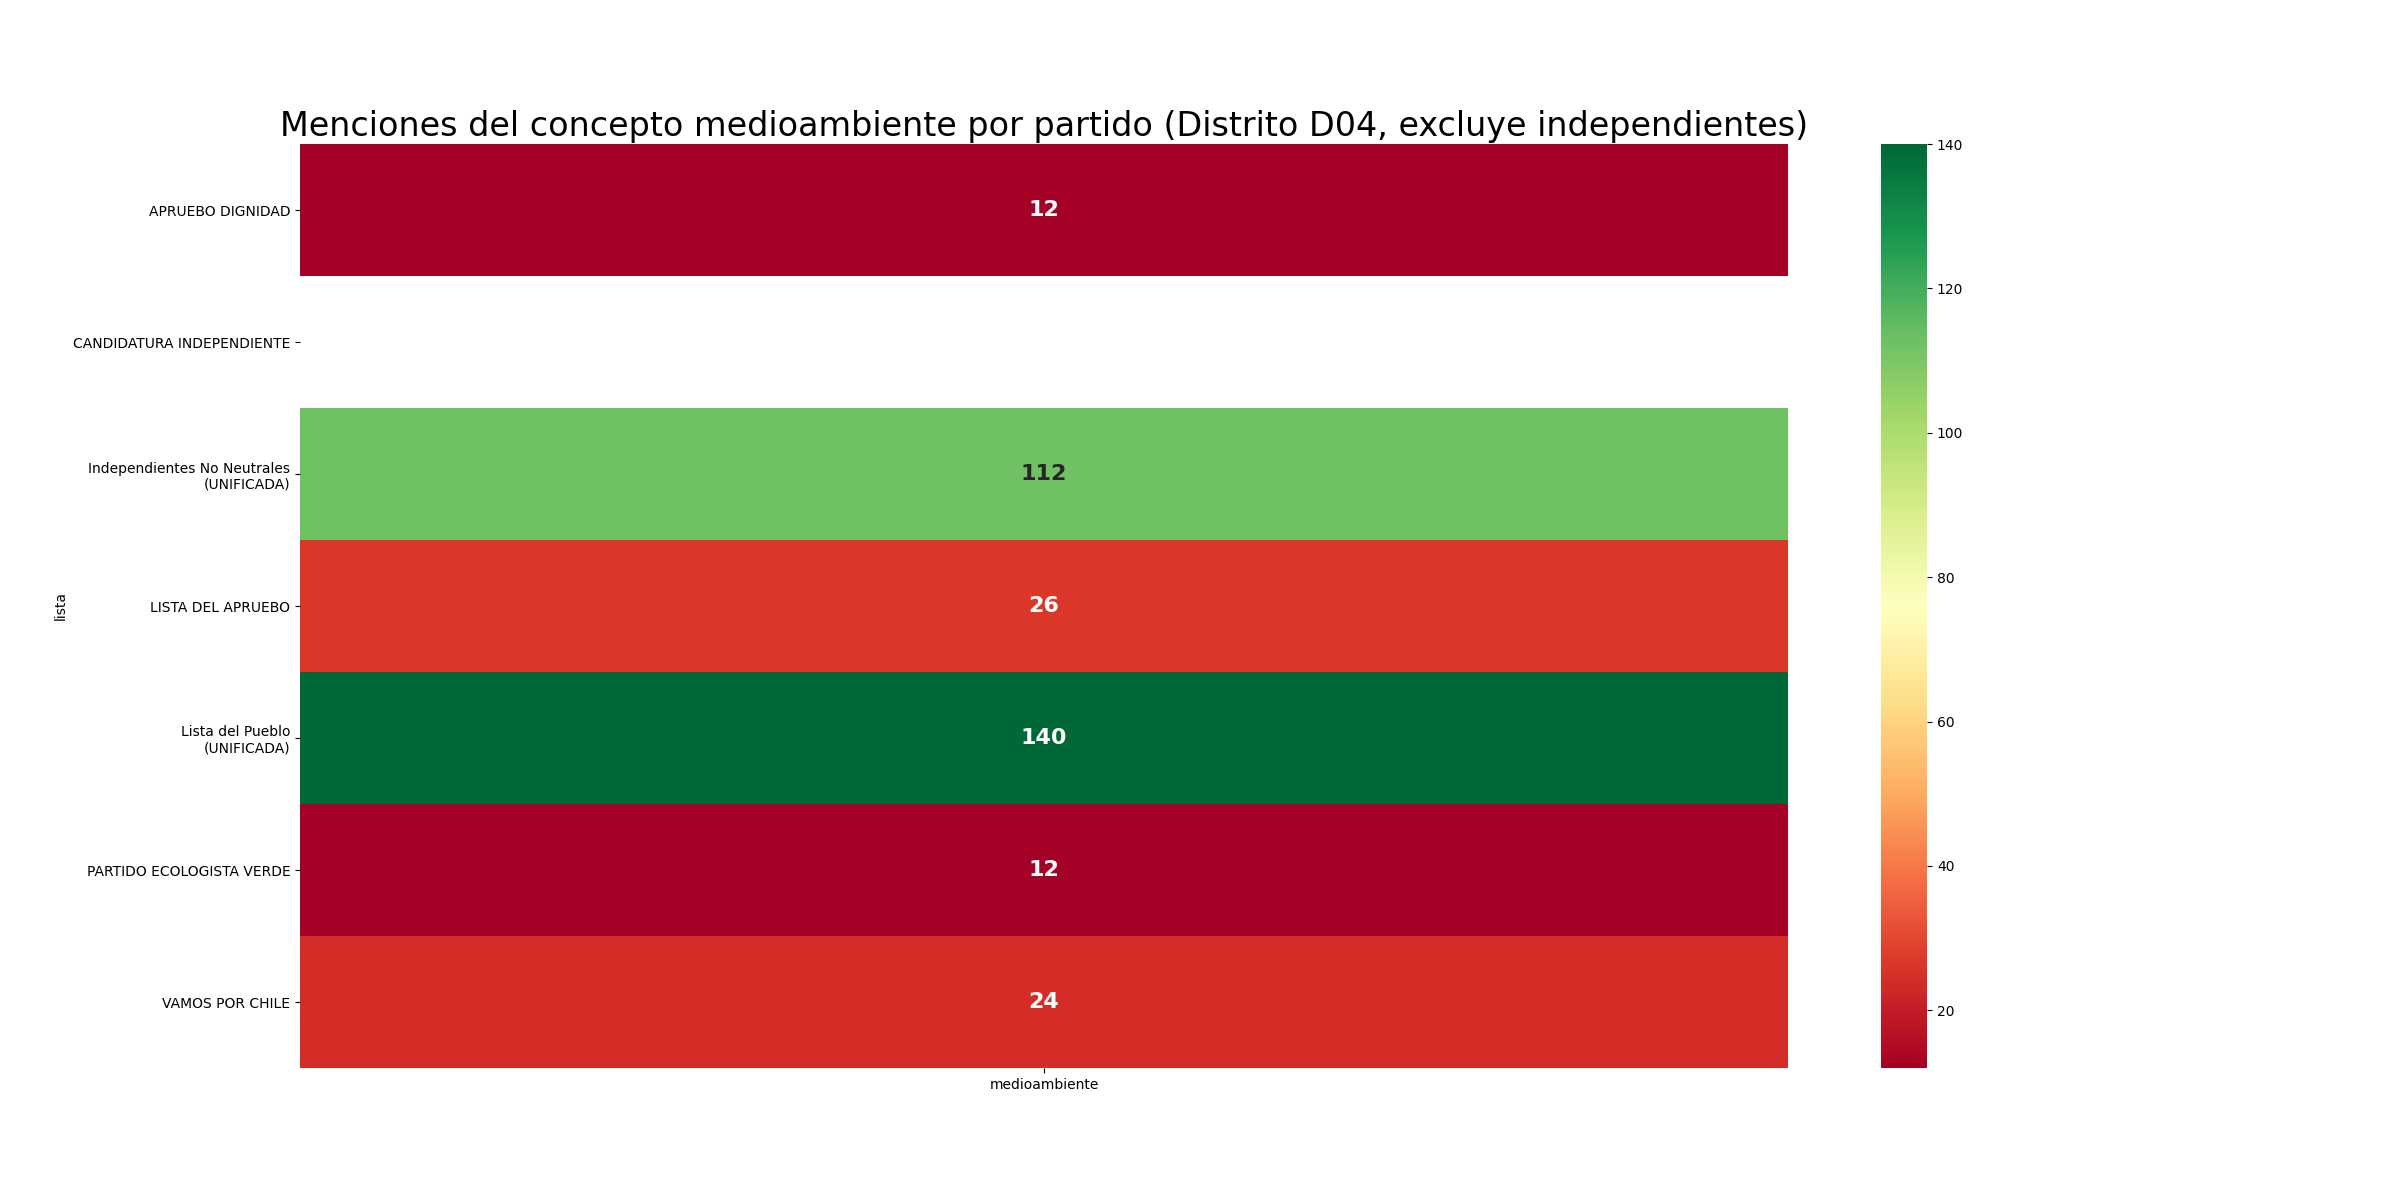 Menciones del concepto medioambiente por partido (Distrito D04, excluye independientes)
APRUEBO DIGNIDAD
12
CANDIDATURA INDEPENDIENTE
Independientes No Neutrales
(UNIFICADA)
112
LISTA DEL APRUEBO
26
Lista del Pueblo
(UNIFICADA)
140
PARTIDO ECOLOGISTA VERDE
12
VAMOS POR CHILE
24
lista
medioambiente
140
120
100
80
60
40
20